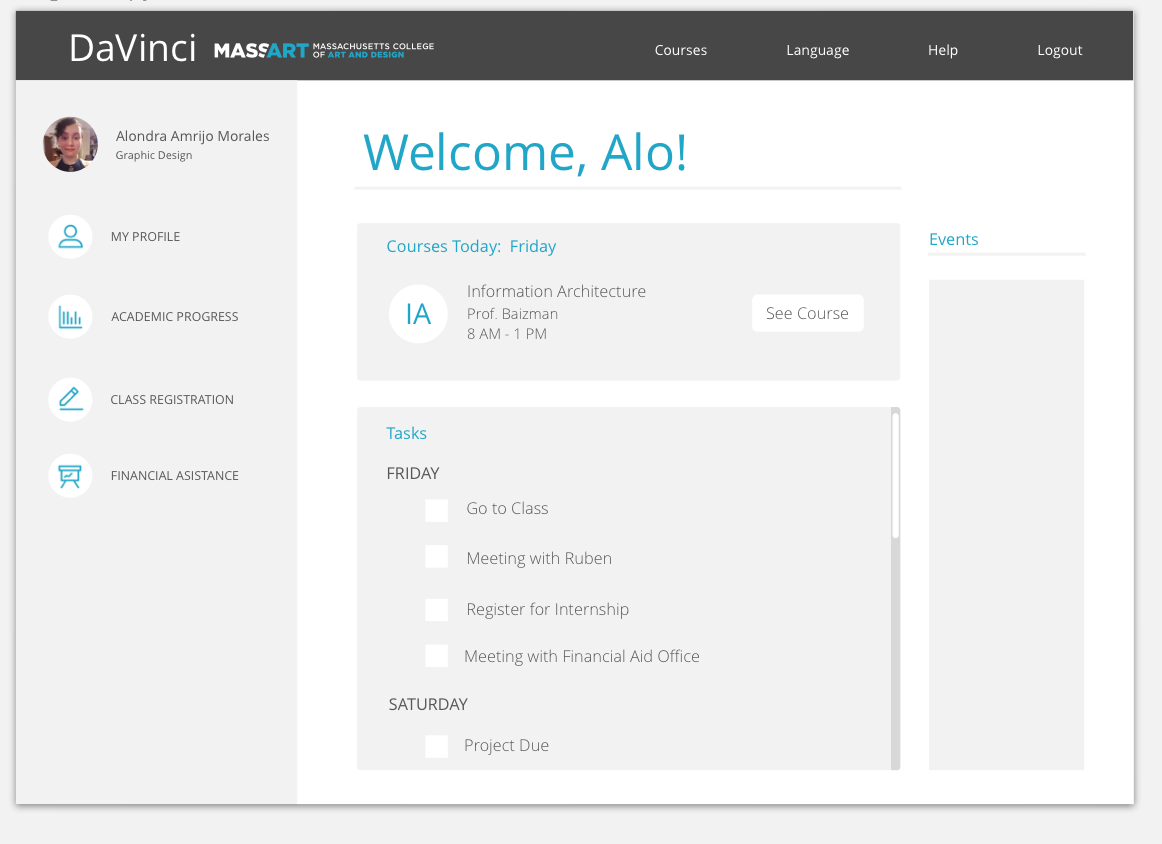 DaVinci
MASSART MASSACHUSETTS COLLEGE
OF ART AND DESIGN
Courses
Language
Help
Logout
Alondra Amrijo Morales
Graphic Design
MY PROFILE
ACADEMIC PROGRESS
CLASS REGISTRATION
FINANCIAL ASISTANCE
Welcome, Alo!
Courses Today: Friday
IA
Information Architecture
Prof. Baizman
8 AM - 1 PM
See Course
Tasks
FRIDAY
Go to Class
Meeting with Ruben
Register for Internship
Meeting with Financial Aid Office
SATURDAY
Project Due
Events